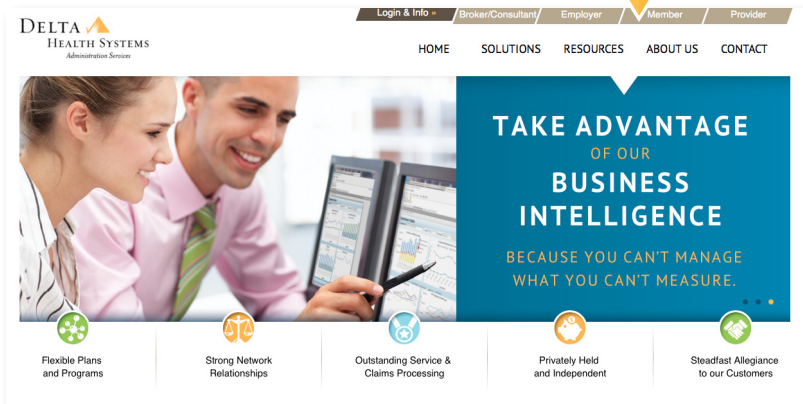 Login & Info »
Broker/Consultant
Employer
Member
Provider
DELTA
HEALTH SYSTEMS
Administration Services
HOME
SOLUTIONS
RESOURCES
ABOUT US
CONTACT
TAKE ADVANTAGE
OF OUR
BUSINESS
INTELLIGENCE
BECAUSE YOU CAN'T MANAGE
WHAT YOU CAN'T MEASURE.
Flexible Plans
and Programs
Strong Network
Relationships
Outstanding Service &
Claims Processing
Privately Held
and Independent
Steadfast Allegiance
to our Customers